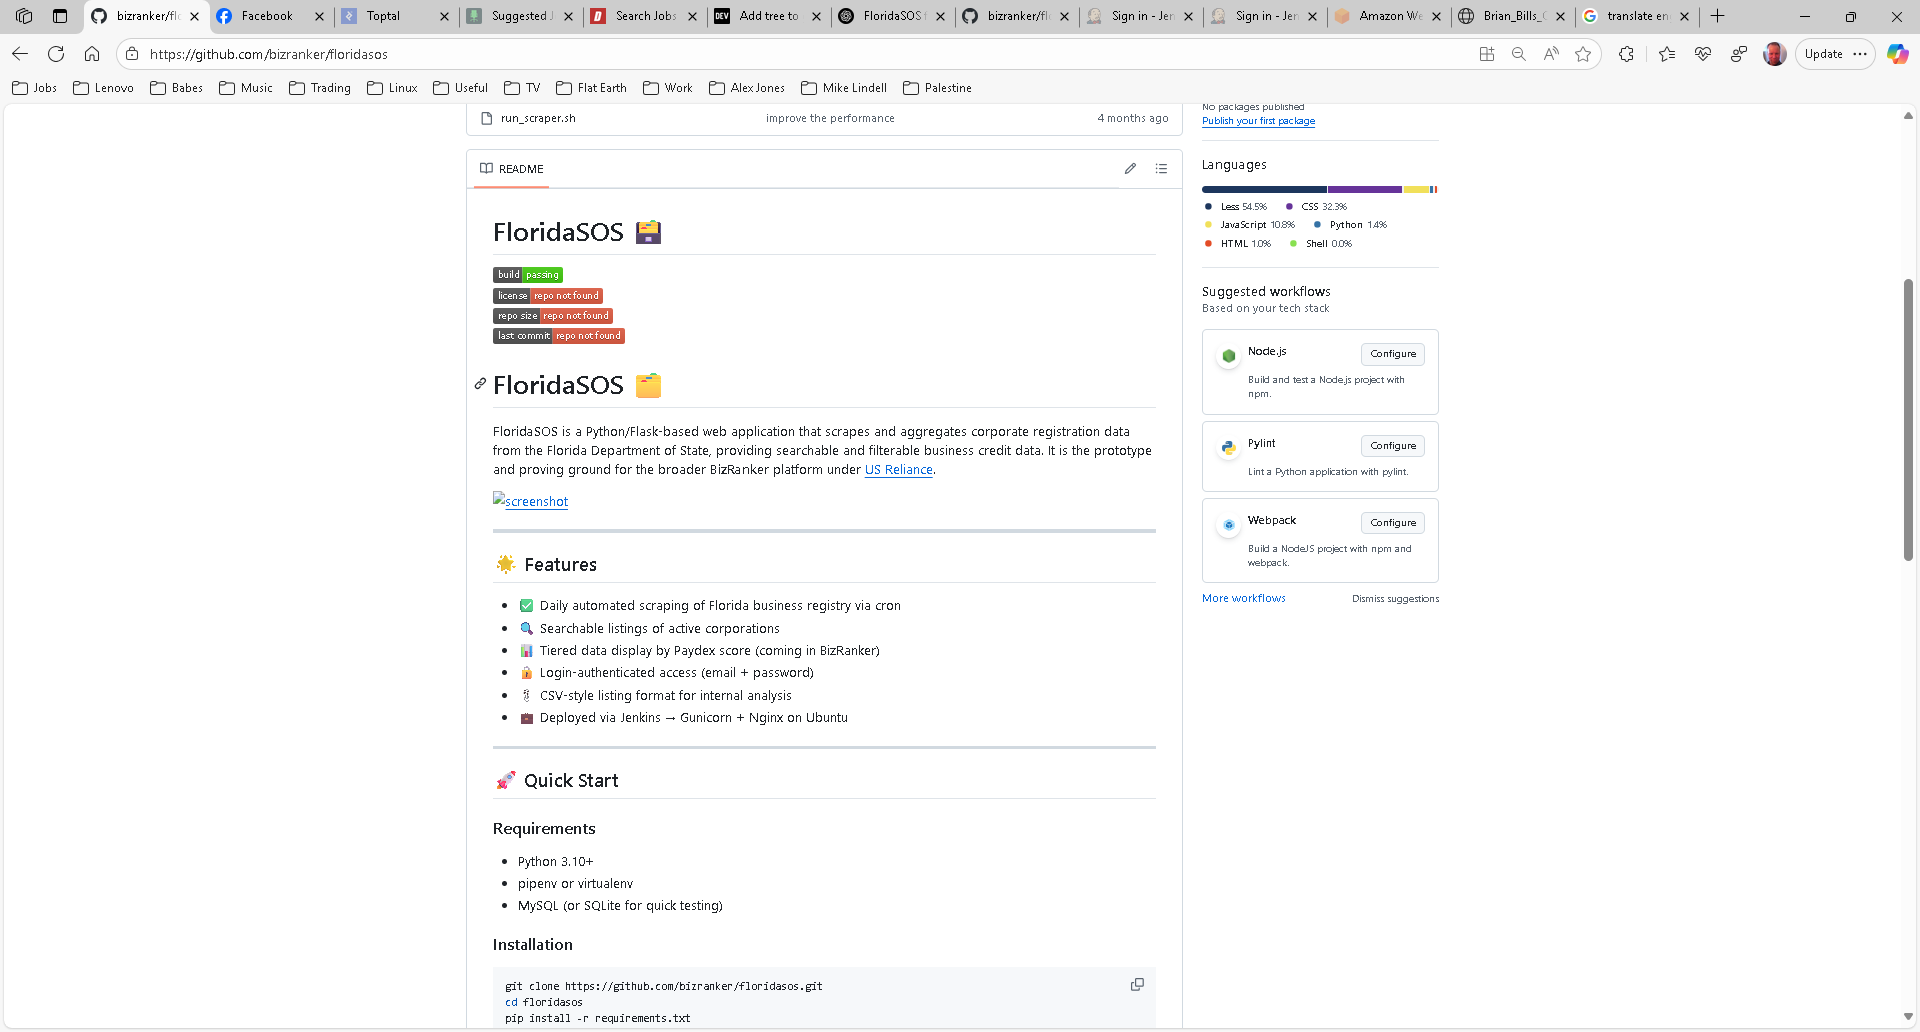 bizranker/flo
Facebook
Toptal
Suggested J
Search Jobs
DEV
Add tree to
FloridaSOS f
bizranker/flo
Sign in - Jen
Sign in - Jen
Amazon We
Brian_Bills_C
translate en
https://github.com/bizranker/floridasos
Update
Jobs
Lenovo
Babes
Music
Trading
Linux
Useful
TV
Flat Earth
Work
Alex Jones
Mike Lindell
Palestine
run_scraper.sh
improve the performance
4 months ago
README
FloridaSOS
build passing
license repo not found
repo size repo not found
last commit repo not found
FloridaSOS
FloridaSOS is a Python/Flask-based web application that scrapes and aggregates corporate registration data
from the Florida Department of State, providing searchable and filterable business credit data. It is the prototype
and proving ground for the broader BizRanker platform under US Reliance.
screenshot
Features
Daily automated scraping of Florida business registry via cron
Searchable listings of active corporations
Tiered data display by Paydex score (coming in BizRanker)
Login-authenticated access (email + password)
CSV-style listing format for internal analysis
Deployed via Jenkins → Gunicorn + Nginx on Ubuntu
Quick Start
Requirements
Python 3.10+
pipenv or virtualenv
MySQL (or SQLite for quick testing)
Installation
git clone https://github.com/bizranker/floridasos.git
cd floridasos
pip install -r requirements.txt
No packages published
Publish your first package
Languages
Less 54.5%
CSS 32.3%
JavaScript 10.8%
Python 1.4%
HTML 1.0%
Shell 0.0%
Suggested workflows
Based on your tech stack
Node.js
Configure
Build and test a Node.js project with
npm.
Pylint
Configure
Lint a Python application with pylint.
Webpack
Configure
Build a NodeJS project with npm and
webpack.
More workflows
Dismiss suggestions